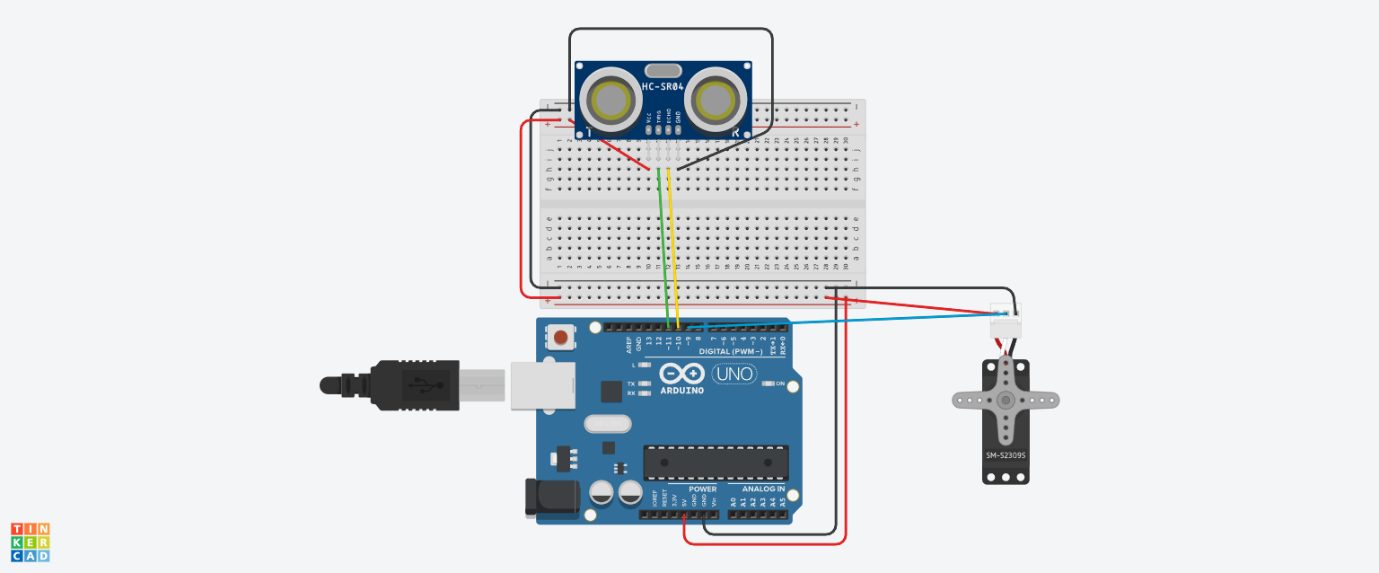 HC-SR04
VCC
TRIG
ECHO
GND
T
R
j
i
h
g
f
e
d
c
b
a
AREF
GND
13
12
~11
~10
~9
8
7
~6
~5
4
~3
2
TX→1
RX←0
DIGITAL (PWM~)
L
TX
RX
ARDUINO
UNO
ON
POWER
ANALOG IN
IOREF
RESET
3.3V
5V
GND
GND
Vin
A0
A1
A2
A3
A4
A5
SM-S2309S
TIN
KER
CAD